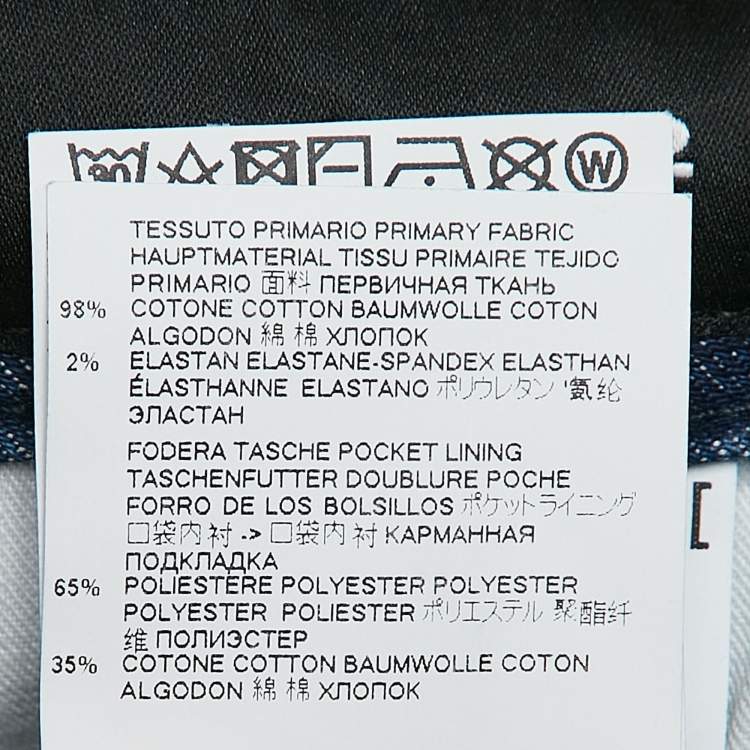 W
TESSUTO PRIMARIO PRIMARY FABRIC
HAUPTMATERIAL TISSU PRIMAIRE TEJIDO
PRIMARIO 面料 ПЕРВИЧНАЯ ТКАНЬ
98% COTONE COTTON BAUMWOLLE COTON
ALGODON 綿 棉 ХЛОПОК
2% ELASTAN ELASTANE-SPANDEX ELASTHAN
ÉLASTHANNE ELASTANO ポリウレタン '氨纶
ЭЛАСТАН
FODERA TASCHE POCKET LINING
TASCHENFUTTER DOUBLURE POCHE
FORRO DE LOS BOLSILLOS ポケットライニング
口袋内衬 -> 口袋内衬 КАРМАННАЯ
ПОДКЛАДКА
65% POLIESTERE POLYESTER POLYESTER
POLYESTER POLIESTER ポリエステル 聚酯纤
维 ПОЛИЭСТЕР
35% COTONE COTTON BAUMWOLLE COTON
ALGODON 綿 棉 ХЛОПОК